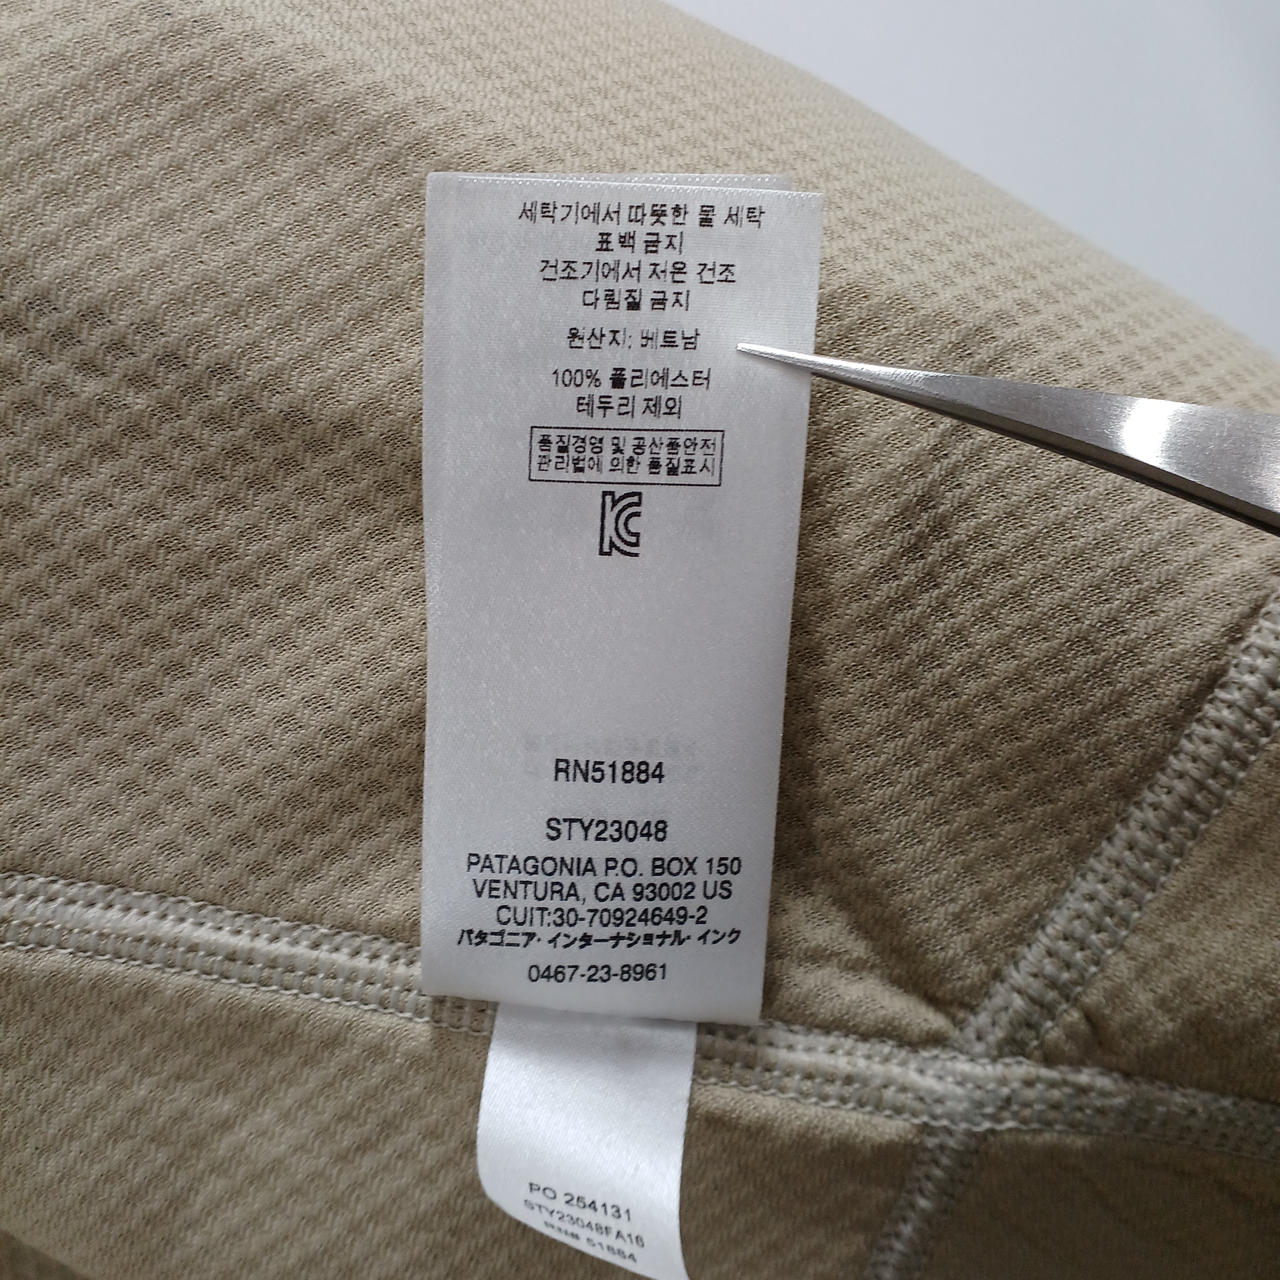 세탁기에서 따뜻한 물 세탁
표백 금지
건조기에서 저온 건조
다림질 금지
원산지: 베트남
100% 폴리에스터
테두리 제외
품질경영 및 공산품안전
관리법에 의한 품질표시
KC
RN51884
STY23048
PATAGONIA P.O. BOX 150
VENTURA, CA 93002 US
CUIT:30-70924649-2
パタゴニア・インターナショナル・インク
0467-23-8961
PO 254131
STY23048FA16
RN# 51884